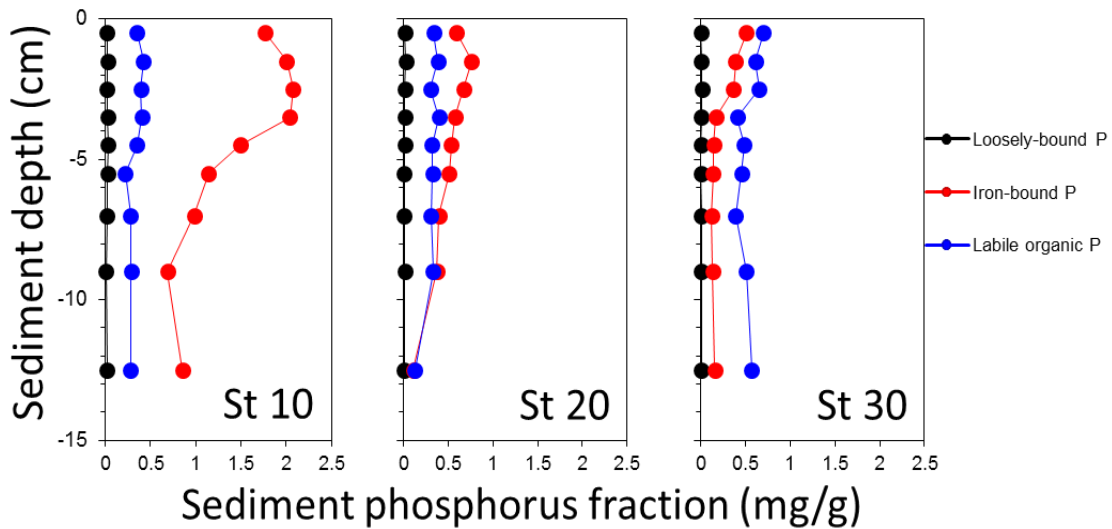 Sediment depth (cm)
0
-5
-10
-15
St 10
St 20
St 30
0 0.5 1 1.5 2 2.5
0 0.5 1 1.5 2 2.5
0 0.5 1 1.5 2 2.5
Sediment phosphorus fraction (mg/g)
Loosely-bound P
Iron-bound P
Labile organic P